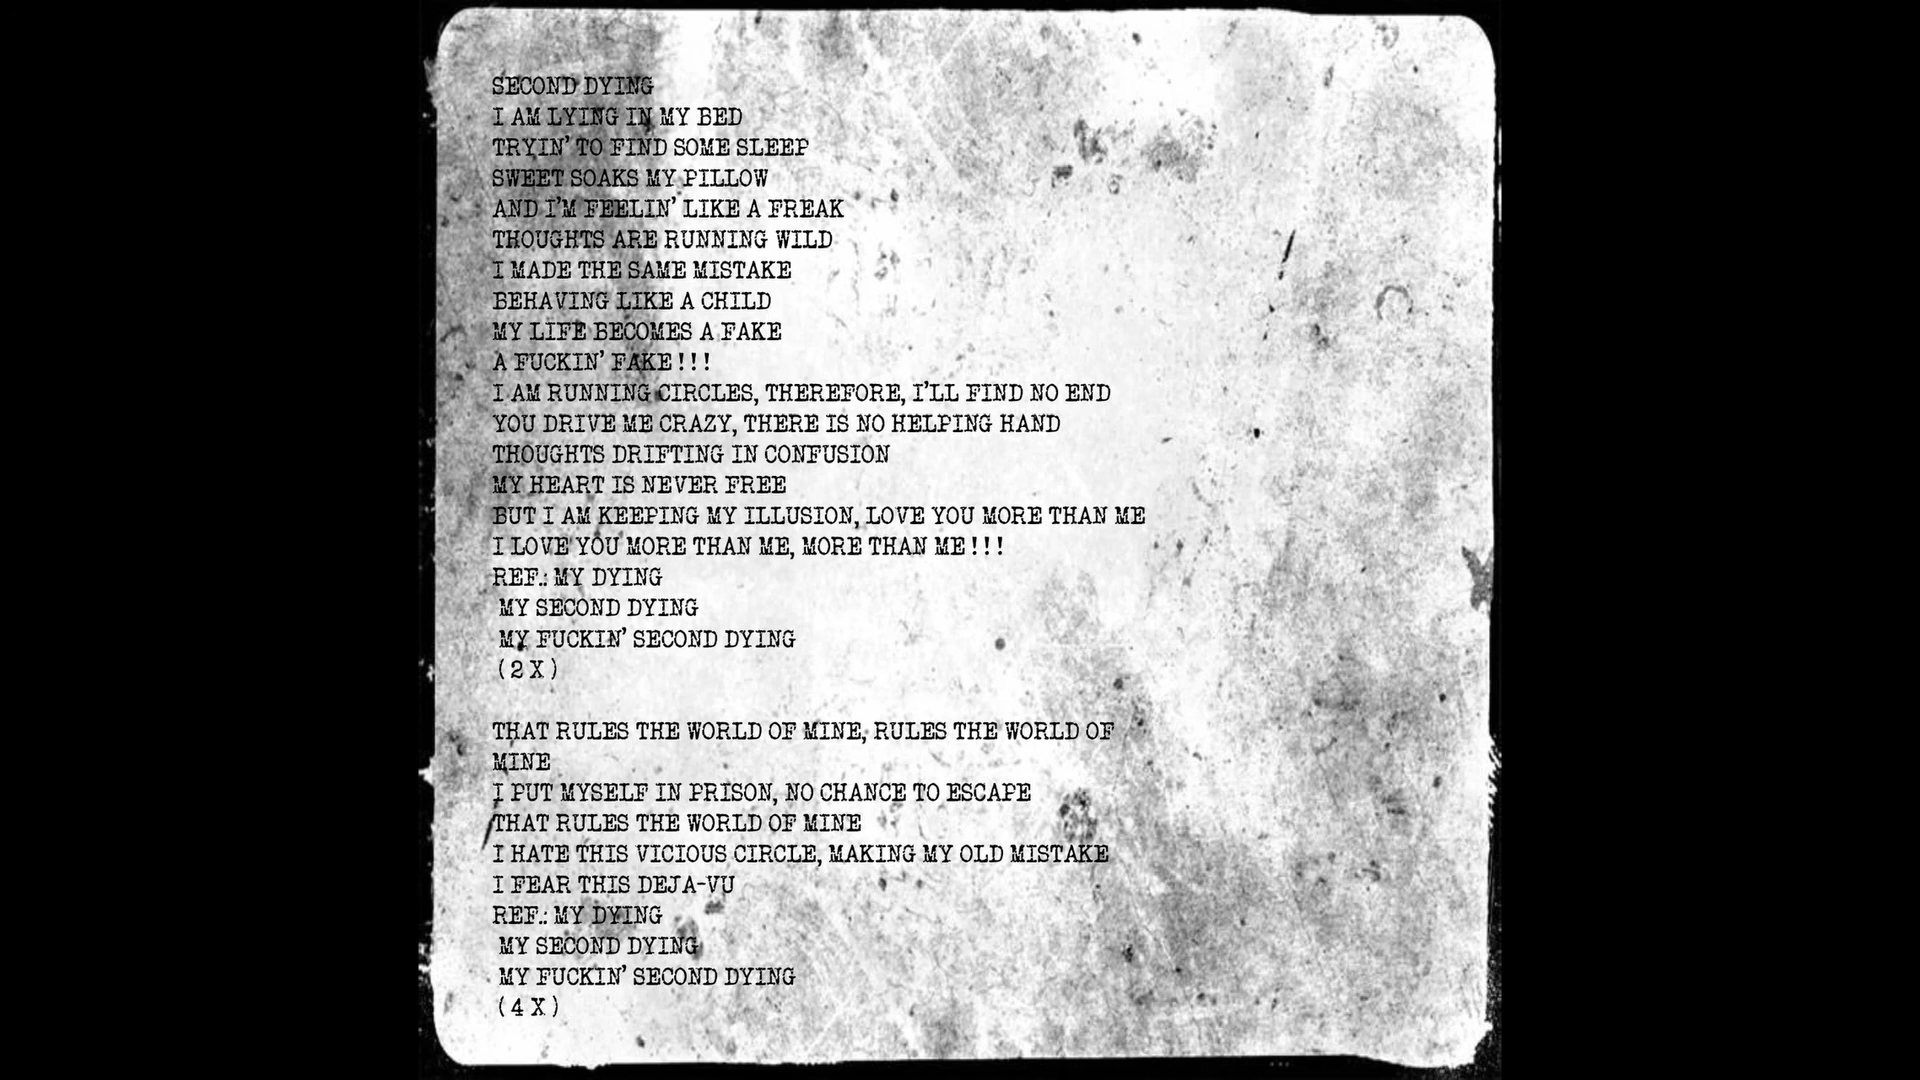 SECOND DYING
I AM LYING IN MY BED
TRYIN' TO FIND SOME SLEEP
SWEET SOAKS MY PILLOW
AND I'M FEELIN' LIKE A FREAK
THOUGHTS ARE RUNNING WILD
I MADE THE SAME MISTAKE
BEHAVING LIKE A CHILD
MY LIFE BECOMES A FAKE
A FUCKIN' FAKE!!!
I AM RUNNING CIRCLES, THEREFORE, I'LL FIND NO END
YOU DRIVE ME CRAZY, THERE IS NO HELPING HAND
THOUGHTS DRIFTING IN CONFUSION
MY HEART IS NEVER FREE
BUT I AM KEEPING MY ILLUSION, LOVE YOU MORE THAN ME
I LOVE YOU MORE THAN ME, MORE THAN ME!!!
REF.: MY DYING
MY SECOND DYING
MY FUCKIN' SECOND DYING
(2X)
THAT RULES THE WORLD OF MINE, RULES THE WORLD OF
MINE
I PUT MYSELF IN PRISON, NO CHANCE TO ESCAPE
THAT RULES THE WORLD OF MINE
I HATE THIS VICIOUS CIRCLE, MAKING MY OLD MISTAKE
I FEAR THIS DEJA-VU
REF.: MY DYING
MY SECOND DYING
MY FUCKIN' SECOND DYING
(4X)